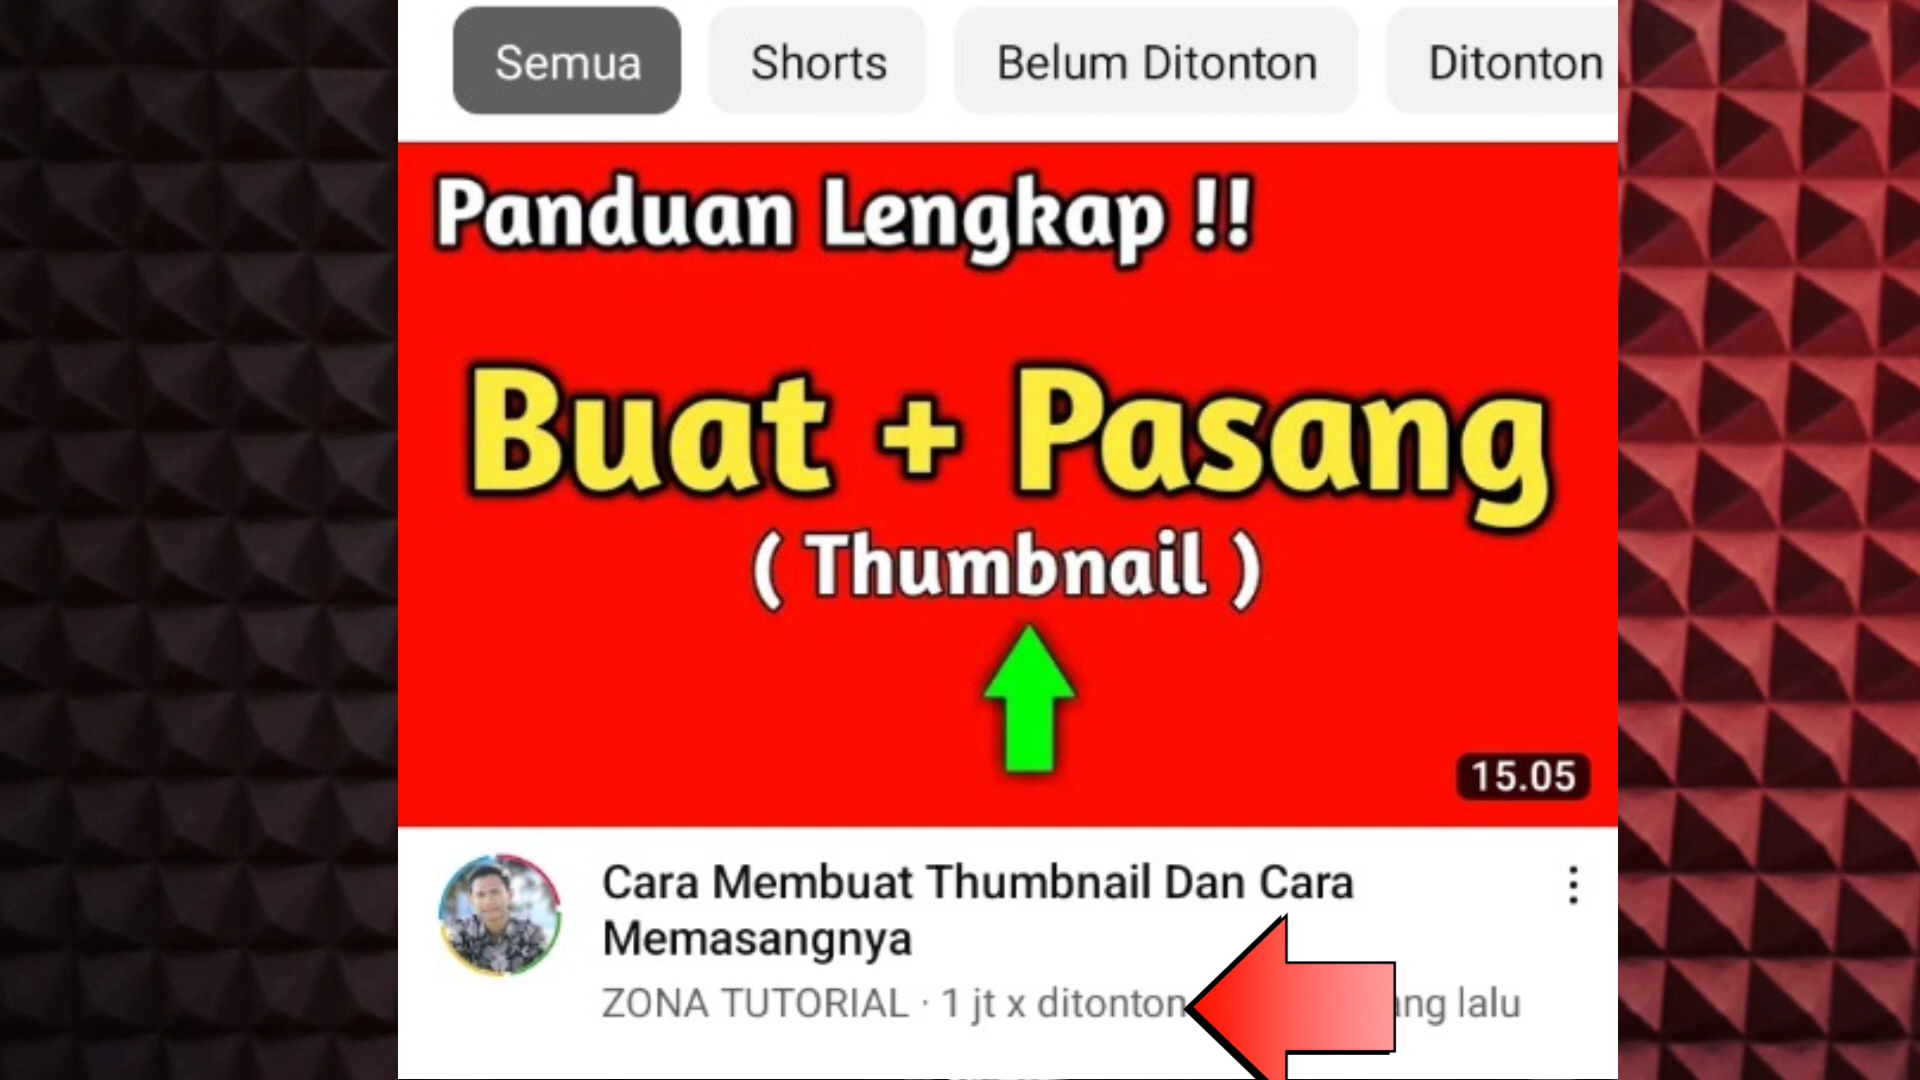 Semua Shorts Belum Ditonton Ditonton
Panduan Lengkap !!
Buat + Pasang
( Thumbnail )
15.05
Cara Membuat Thumbnail Dan Cara
Memasangnya
ZONA TUTORIAL · 1 jt x ditonton lalu